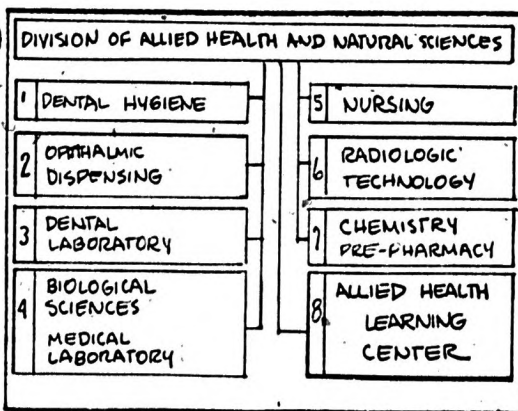 DIVISION OF ALLIED HEALTH AND NATURAL SCIENCES
1 DENTAL HYGIENE
2 OPHTHALMIC
DISPENSING
3 DENTAL
LABORATORY
4 BIOLOGICAL
SCIENCES
MEDICAL
LABORATORY
5 NURSING
6 RADIOLOGIC
TECHNOLOGY
7 CHEMISTRY
PRE-PHARMACY
8 ALLIED HEALTH
LEARNING
CENTER